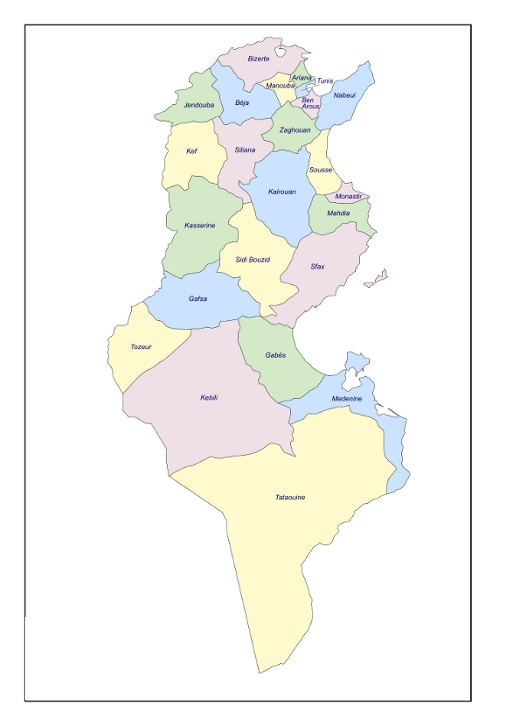 Bizerte
Ariana
Tunis
Manouba
Ben
Arous
Nabeul
Béja
Jendouba
Zaghouan
Kef
Siliana
Sousse
Kairouan
Monastir
Mahdia
Kasserine
Sidi Bouzid
Sfax
Gafsa
Tozeur
Gabès
Kebili
Medenine
Tataouine